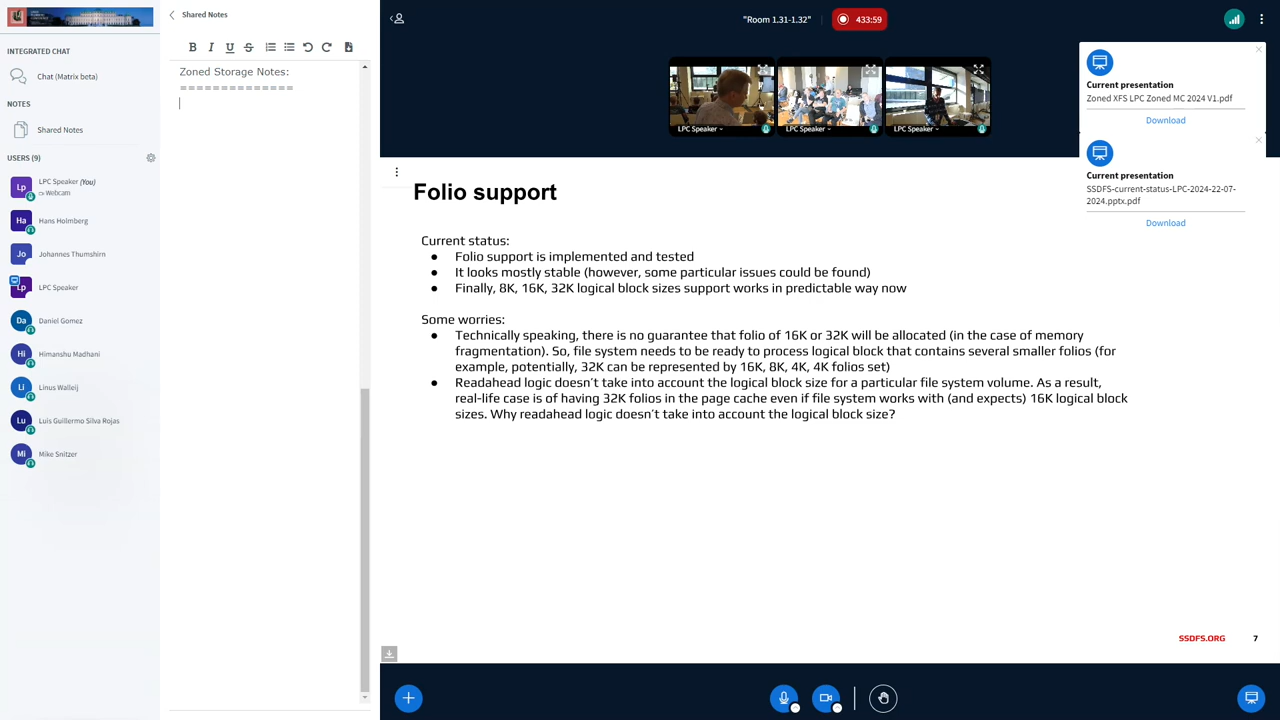 INTEGRATED CHAT
Chat (Matrix beta)
NOTES
Shared Notes
USERS (9)
Lp
LPC Speaker (You)
Webcam
Ha
Hans Holmberg
Jo
Johannes Thumshirn
Lp
LPC Speaker
Da
Daniel Gomez
Hi
Himanshu Madhani
Li
Linus Walleij
Lu
Luis Guillermo Silva Rojas
Mi
Mike Snitzer
Shared Notes
B I U S
Zoned Storage Notes:
==============
"Room 1.31-1.32"
433:59
LPC Speaker
LPC Speaker
LPC Speaker
Current presentation
Zoned XFS LPC Zoned MC 2024 V1.pdf
Download
Current presentation
SSDFS-current-status-LPC-2024-22-07-
2024.pptx.pdf
Download
Folio support
Current status:
● Folio support is implemented and tested
● It looks mostly stable (however, some particular issues could be found)
● Finally, 8K, 16K, 32K logical block sizes support works in predictable way now
Some worries:
● Technically speaking, there is no guarantee that folio of 16K or 32K will be allocated (in the case of memory
fragmentation). So, file system needs to be ready to process logical block that contains several smaller folios (for
example, potentially, 32K can be represented by 16K, 8K, 4K, 4K folios set)
● Readahead logic doesn't take into account the logical block size for a particular file system volume. As a result,
real-life case is of having 32K folios in the page cache even if file system works with (and expects) 16K logical block
sizes. Why readahead logic doesn't take into account the logical block size?
SSDFS.ORG
7